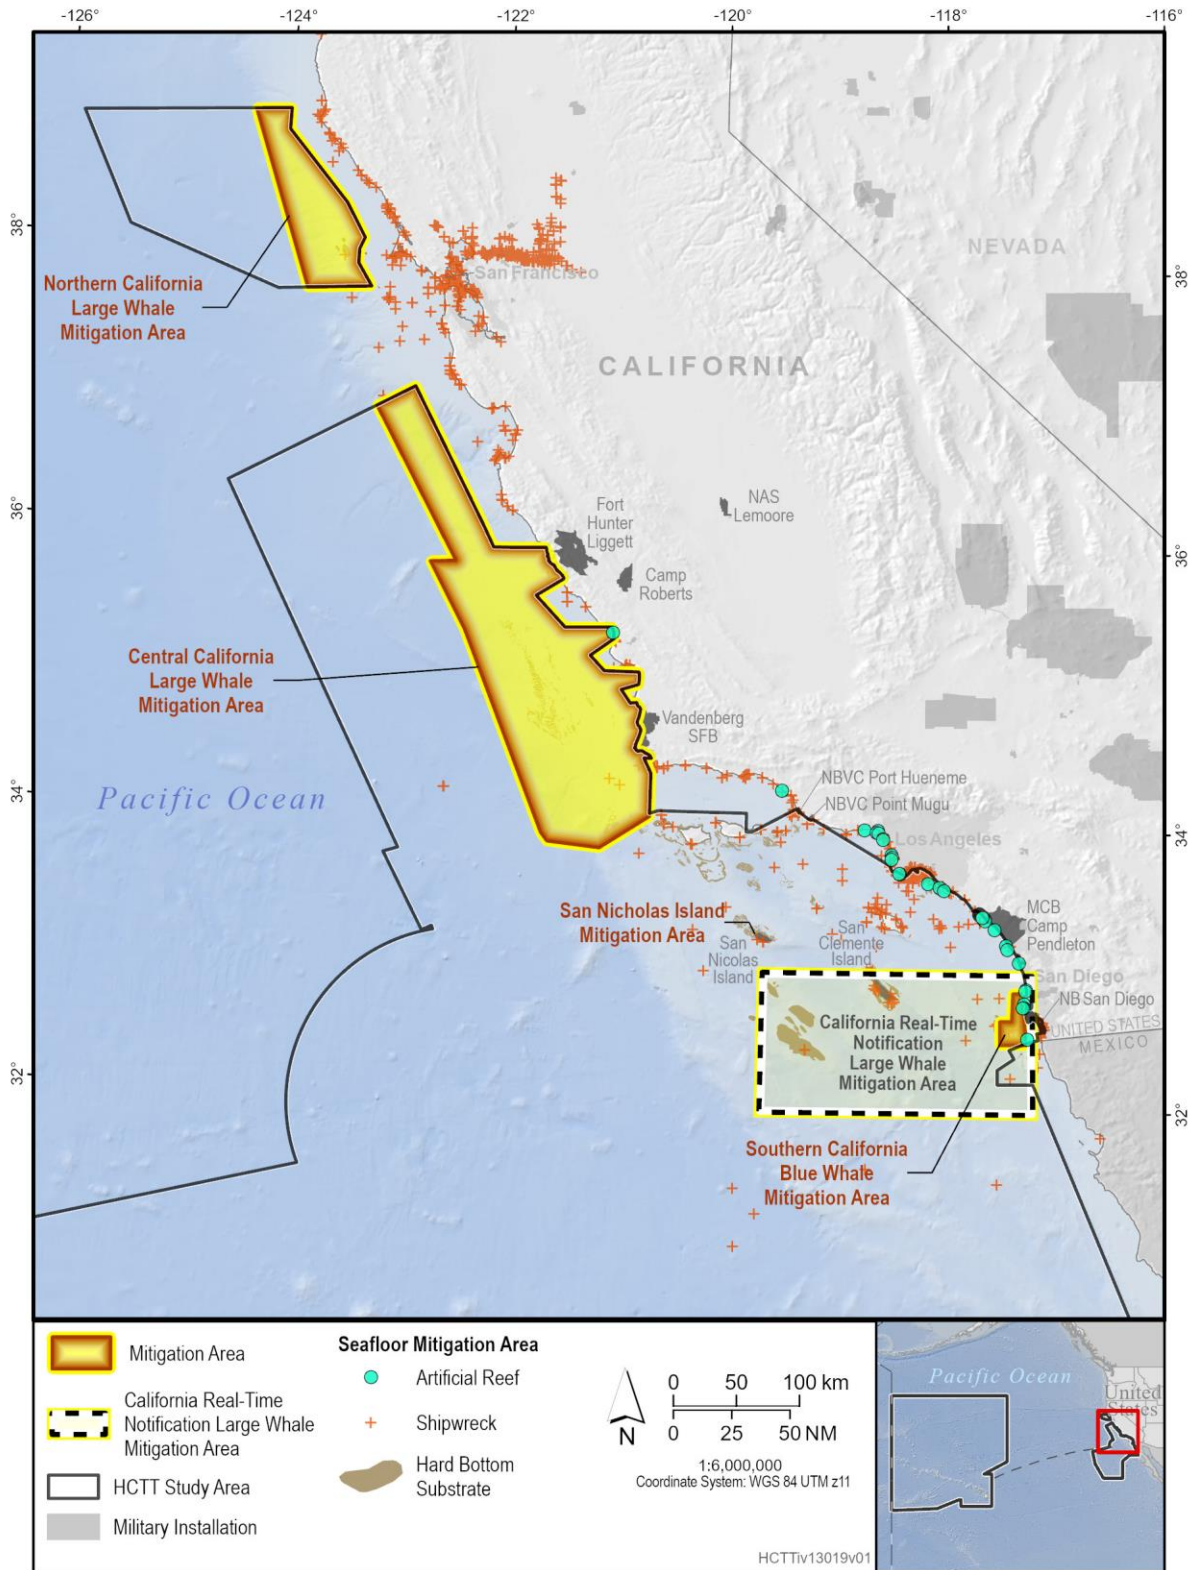 -126°
-124°
-122°
-120°
-118°
-116°
38°
36°
34°
32°
38°
36°
34°
32°
NEVADA
San Francisco
Northern California
Large Whale
Mitigation Area
CALIFORNIA
Fort
Hunter
Liggett
NAS
Lemoore
Camp
Roberts
Central California
Large Whale
Mitigation Area
Vandenberg
SFB
Pacific Ocean
NBVC Port Hueneme
NBVC Point Mugu
Los Angeles
San Nicholas Island
Mitigation Area
San
Nicolas
Island
San
Clemente
Island
MCB
Camp
Pendleton
San Diego
NB San Diego
UNITED STATES
MEXICO
California Real-Time
Notification
Large Whale
Mitigation Area
Southern California
Blue Whale
Mitigation Area
Mitigation Area
California Real-Time
Notification Large Whale
Mitigation Area
HCTT Study Area
Military Installation
Seafloor Mitigation Area
Artificial Reef
Shipwreck
Hard Bottom
Substrate
N
0 50 100 km
0 25 50 NM
1:6,000,000
Coordinate System: WGS 84 UTM z11
HCTTiv13019v01
Pacific Ocean
United
States